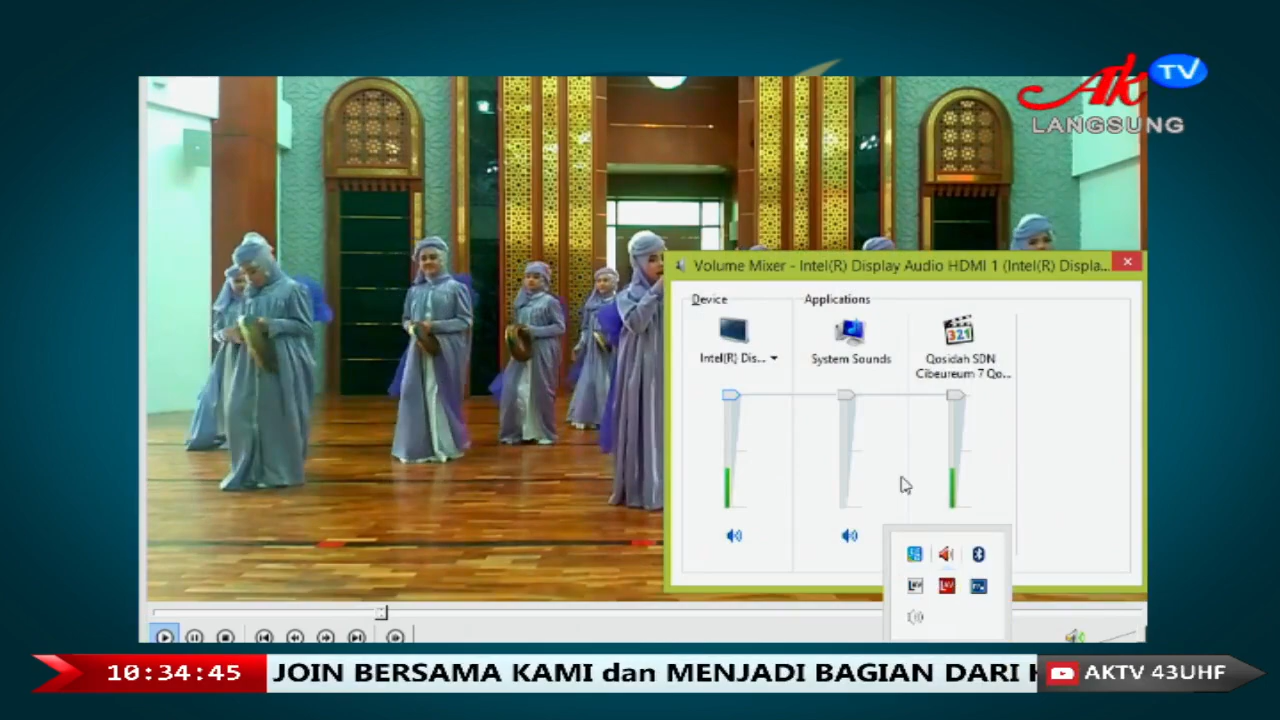 Ak TV
LANGSUNG
Volume Mixer - Intel(R) Display Audio HDMI 1 (Intel(R) Displa...
Device
Applications
Intel(R) Dis...
System Sounds
321
Qosidah SDN
Cibeureum 7 Qo...
10:34:45
JOIN BERSAMA KAMI dan MENJADI BAGIAN DARI
AKTV 43UHF